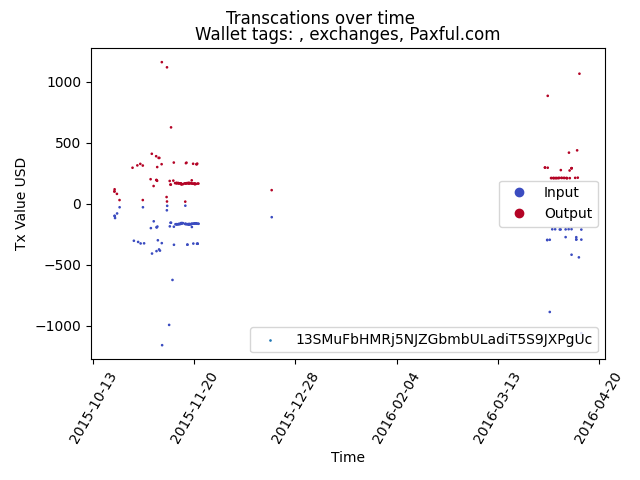 Transcations over time
Wallet tags: , exchanges, Paxful.com
Tx Value USD
1000
500
0
−500
−1000
Input
Output
13SMuFbHMRj5NJZGbmbULadiT5S9JXPgUc
2015-10-13
2015-11-20
2015-12-28
2016-02-04
2016-03-13
2016-04-20
Time